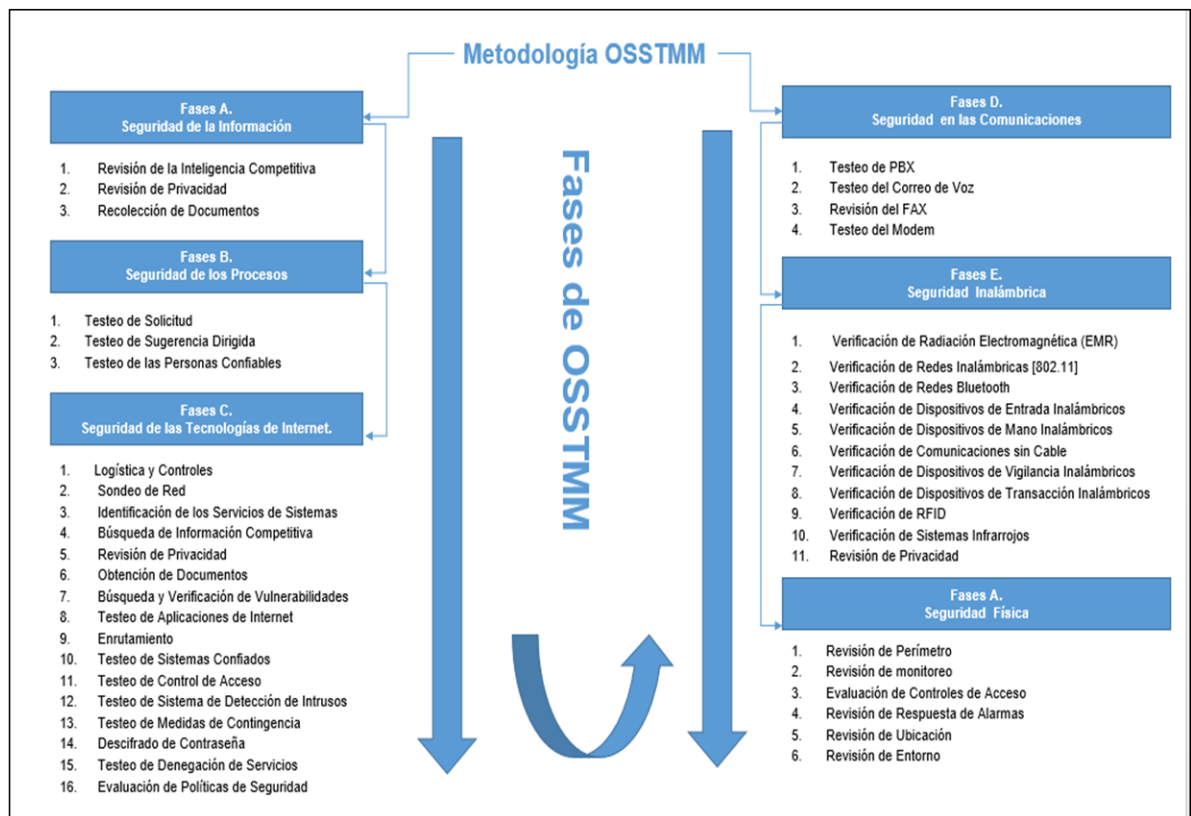 Metodología OSSTMM
Fases A.
Seguridad de la Información
1. Revisión de la Inteligencia Competitiva
2. Revisión de Privacidad
3. Recolección de Documentos
Fases B.
Seguridad de los Procesos
1. Testeo de Solicitud
2. Testeo de Sugerencia Dirigida
3. Testeo de las Personas Confiables
Fases C.
Seguridad de las Tecnologías de Internet.
1. Logística y Controles
2. Sondeo de Red
3. Identificación de los Servicios de Sistemas
4. Búsqueda de Información Competitiva
5. Revisión de Privacidad
6. Obtención de Documentos
7. Búsqueda y Verificación de Vulnerabilidades
8. Testeo de Aplicaciones de Internet
9. Enrutamiento
10. Testeo de Sistemas Confiados
11. Testeo de Control de Acceso
12. Testeo de Sistema de Detección de Intrusos
13. Testeo de Medidas de Contingencia
14. Descifrado de Contraseña
15. Testeo de Denegación de Servicios
16. Evaluación de Políticas de Seguridad
Fases de OSSTMM
Fases D.
Seguridad en las Comunicaciones
1. Testeo de PBX
2. Testeo del Correo de Voz
3. Revisión del FAX
4. Testeo del Modem
Fases E.
Seguridad Inalámbrica
1. Verificación de Radiación Electromagnética (EMR)
2. Verificación de Redes Inalámbricas [802.11]
3. Verificación de Redes Bluetooth
4. Verificación de Dispositivos de Entrada Inalámbricos
5. Verificación de Dispositivos de Mano Inalámbricos
6. Verificación de Comunicaciones sin Cable
7. Verificación de Dispositivos de Vigilancia Inalámbricos
8. Verificación de Dispositivos de Transacción Inalámbricos
9. Verificación de RFID
10. Verificación de Sistemas Infrarrojos
11. Revisión de Privacidad
Fases A.
Seguridad Física
1. Revisión de Perímetro
2. Revisión de monitoreo
3. Evaluación de Controles de Acceso
4. Revisión de Respuesta de Alarmas
5. Revisión de Ubicación
6. Revisión de Entorno